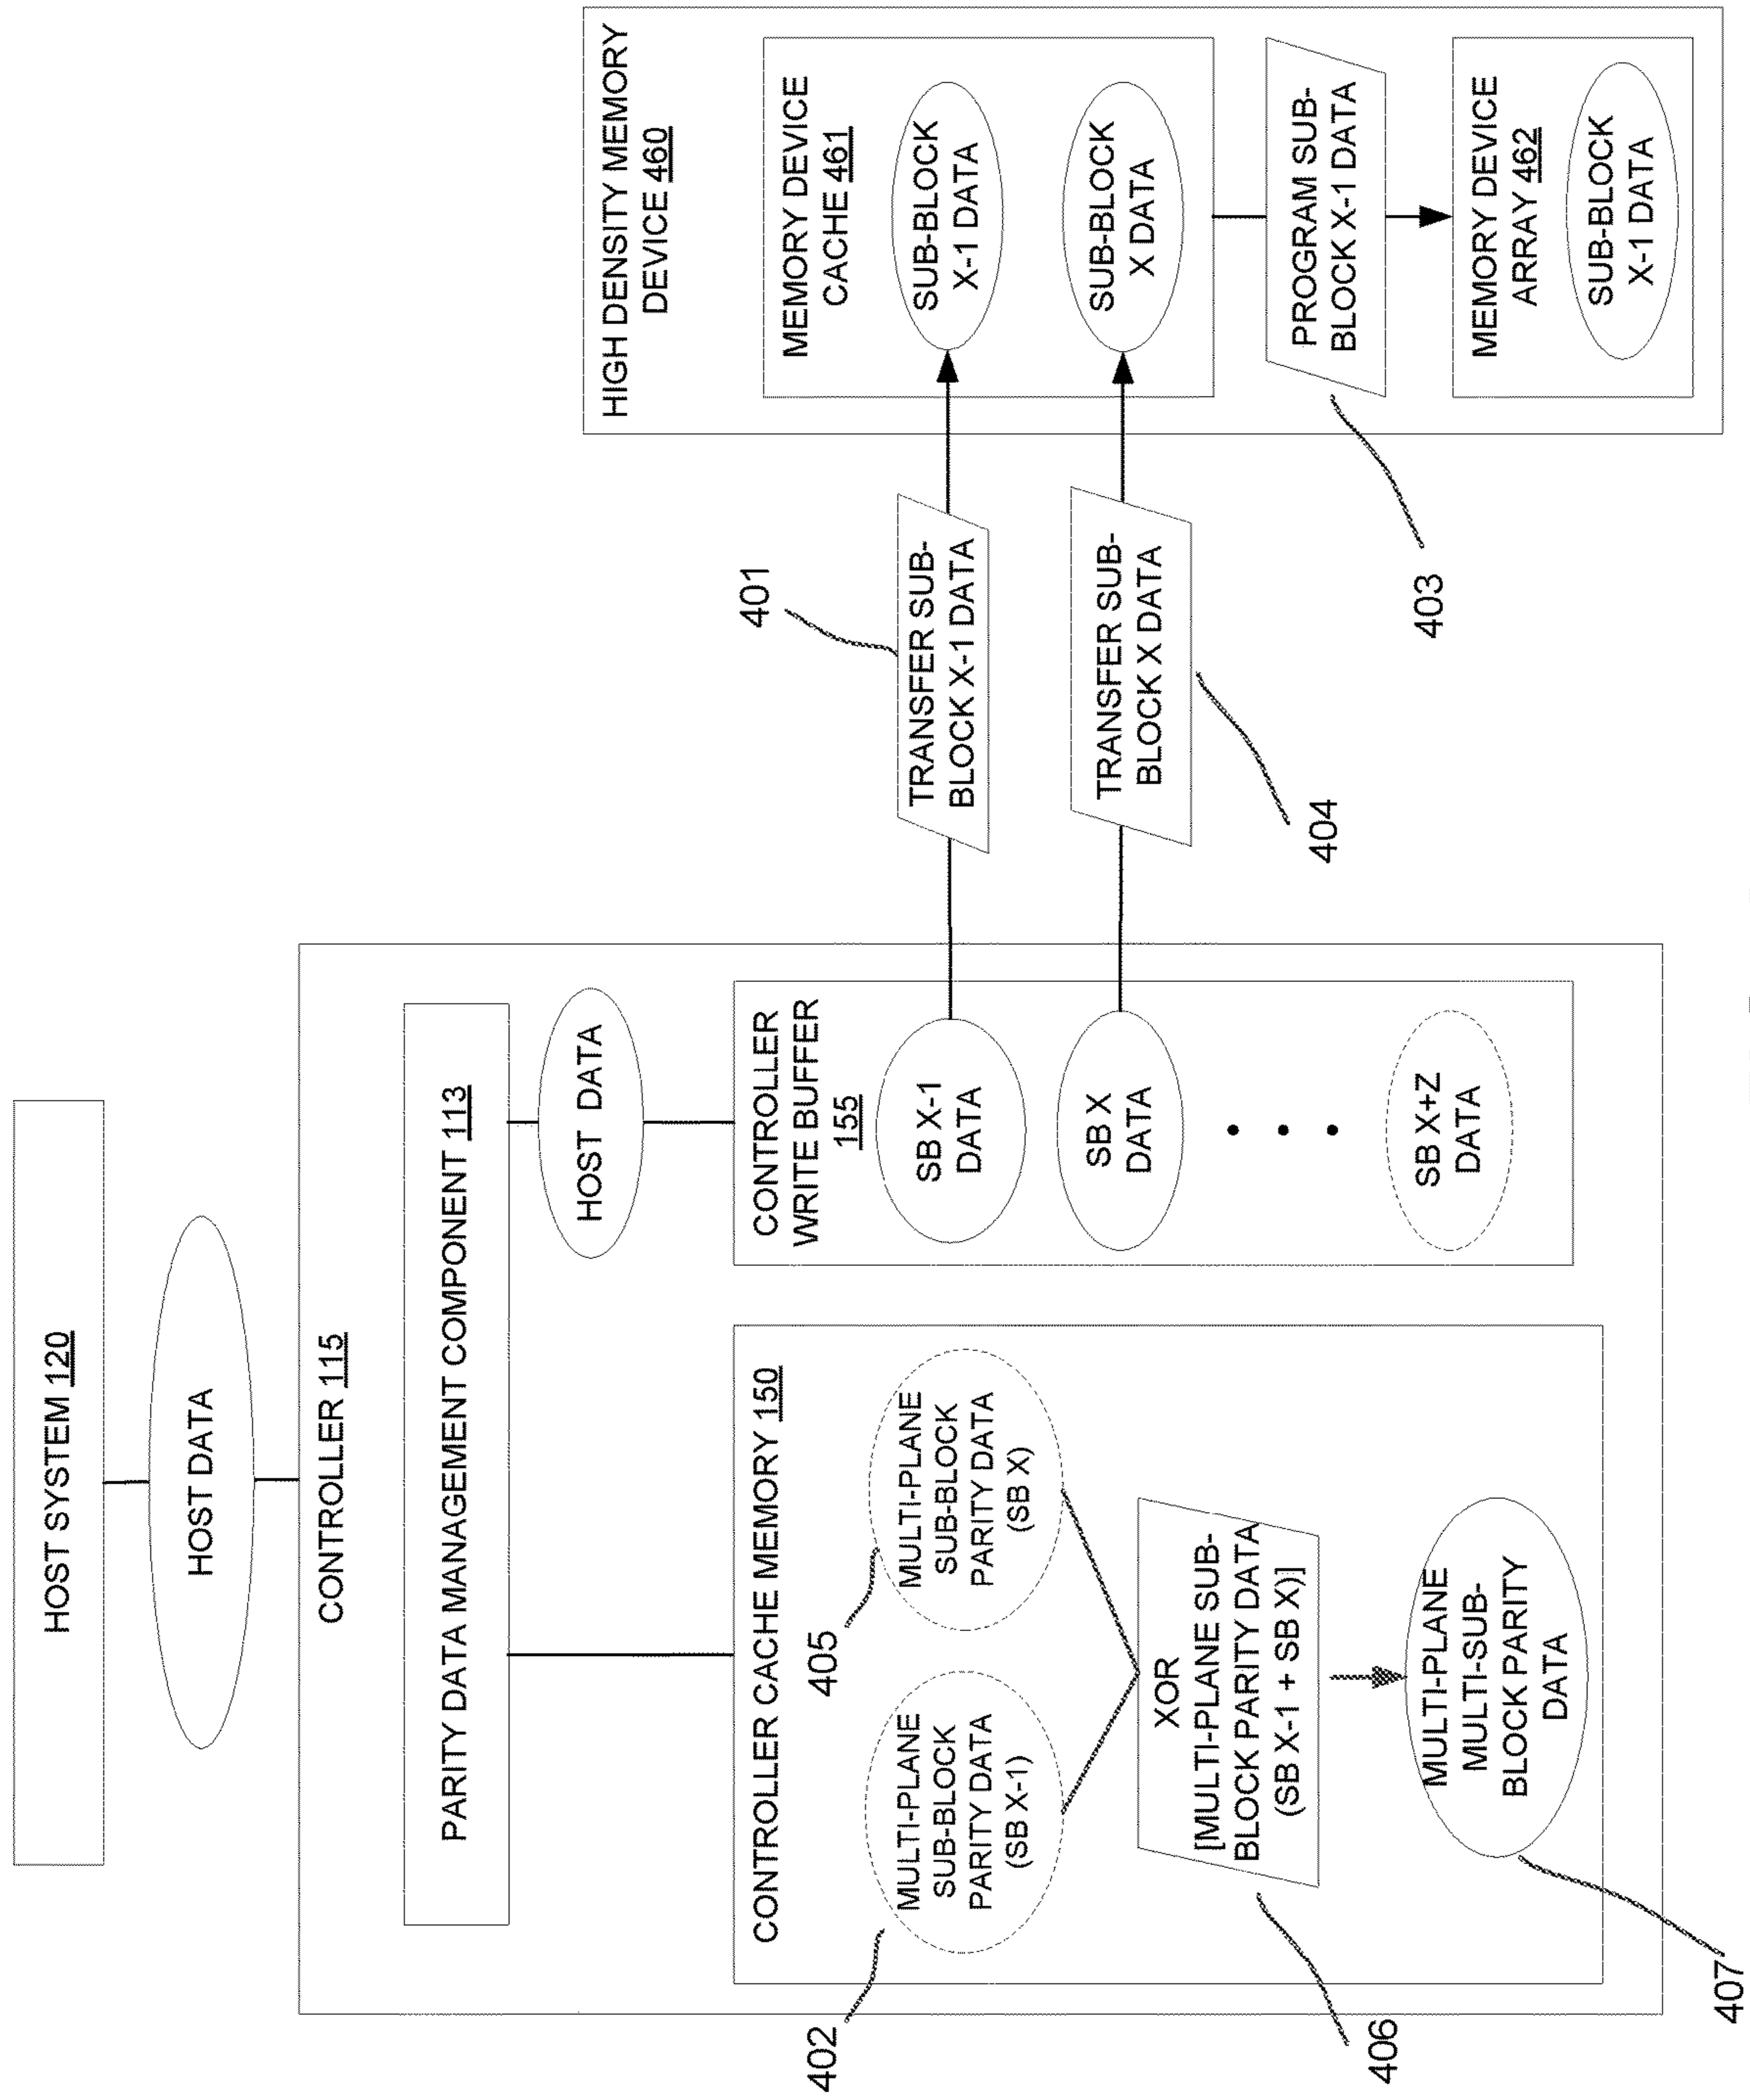 HOST SYSTEM 120
HOST DATA
CONTROLLER 115
PARITY DATA MANAGEMENT COMPONENT 113
HOST DATA
CONTROLLER CACHE MEMORY 150
MULTI-PLANE
SUB-BLOCK
PARITY DATA
(SB X-1)
402
MULTI-PLANE
SUB-BLOCK
PARITY DATA
(SB X)
405
XOR
[MULTI-PLANE SUB-
BLOCK PARITY DATA
(SB X-1 + SB X)]
406
MULTI-PLANE
MULTI-SUB-
BLOCK PARITY
DATA
407
CONTROLLER
WRITE BUFFER
155
SB X-1
DATA
SB X
DATA
SB X+Z
DATA
401
TRANSFER SUB-
BLOCK X-1 DATA
TRANSFER SUB-
BLOCK X DATA
404
HIGH DENSITY MEMORY
DEVICE 460
MEMORY DEVICE
CACHE 461
SUB-BLOCK
X-1 DATA
SUB-BLOCK
X DATA
PROGRAM SUB-
BLOCK X-1 DATA
403
MEMORY DEVICE
ARRAY 462
SUB-BLOCK
X-1 DATA